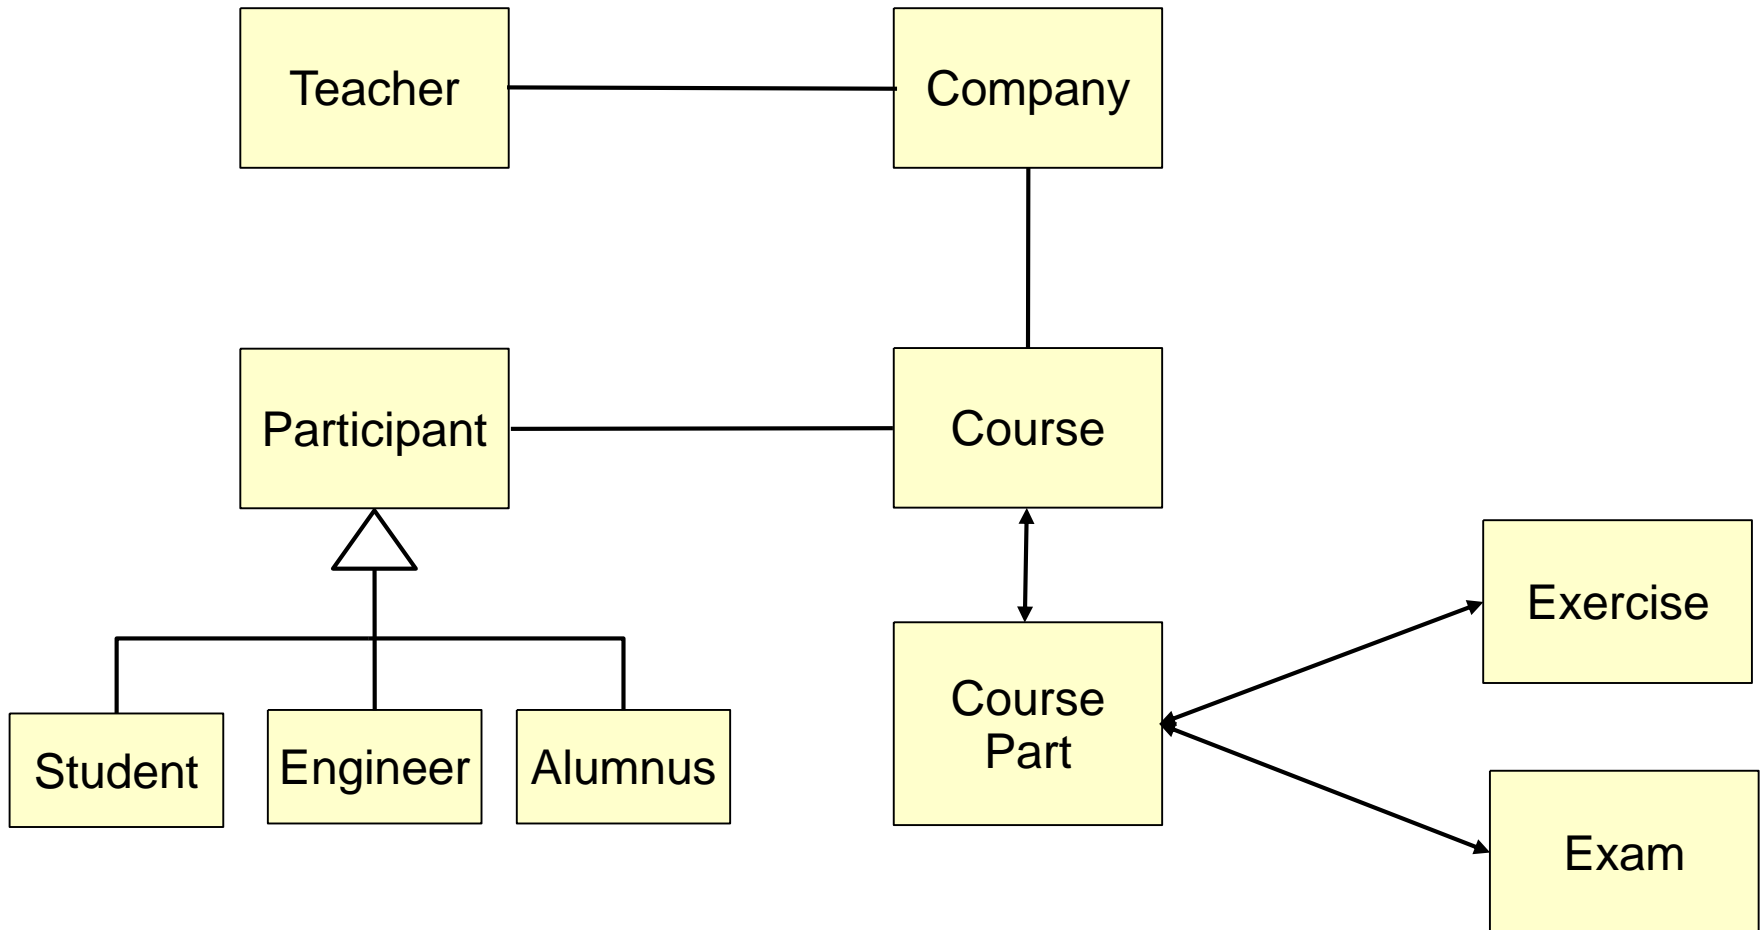 Teacher
Company
Participant
Course
Exercise
Course
Part
Student
Engineer
Alumnus
Exam